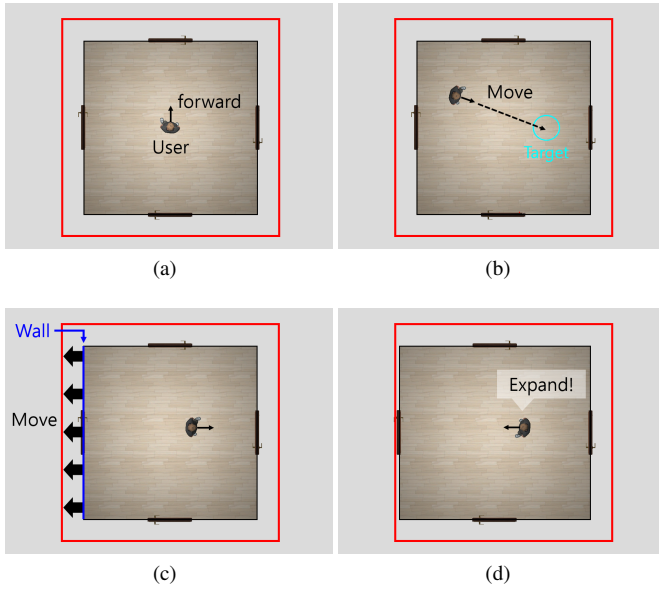 forward
User
(a)
Move
Target
(b)
Wall
Move
(c)
Expand!
(d)